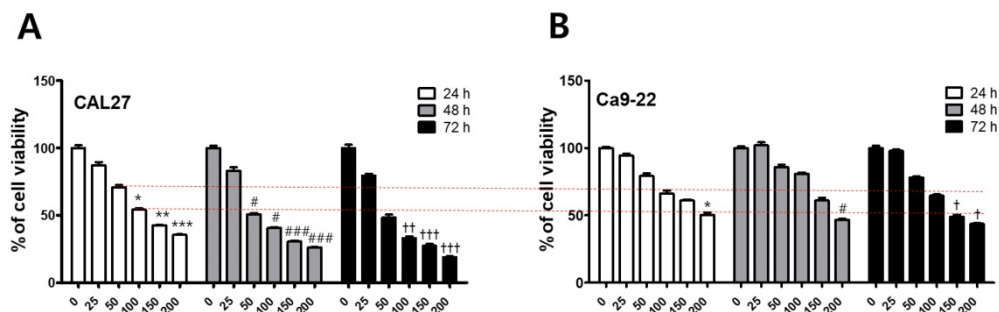 A
B
% of cell viability
150
100
50
0
CAL27
24 h
48 h
72 h
* ** ***
# # ### ###
†† ††† †††
0 25 50 100 150 200
0 25 50 100 150 200
0 25 50 100 150 200
% of cell viability
150
100
50
0
Ca9-22
24 h
48 h
72 h
*
#
† †
0 25 50 100 150 200
0 25 50 100 150 200
0 25 50 100 150 200